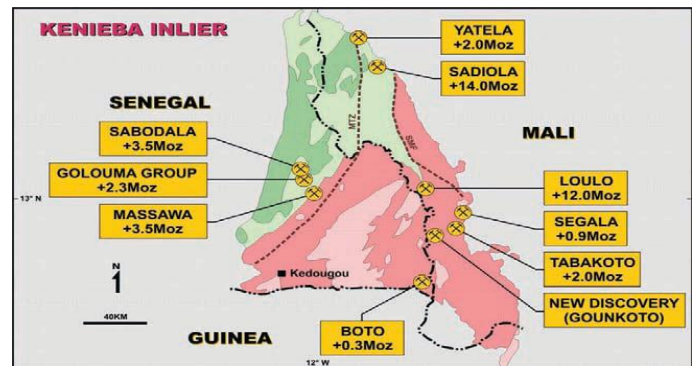 KENIEBA INLIER
YATELA
+2.0Moz
SADIOLA
+14.0Moz
SENEGAL
MALI
SABODALA
+3.5Moz
GOLOUMA GROUP
+2.3Moz
MASSAWA
+3.5Moz
MTZ
SMF
13° N
LOULO
+12.0Moz
SEGALA
+0.9Moz
TABAKOTO
+2.0Moz
NEW DISCOVERY
(GOUNKOTO)
N
Kedougou
40KM
GUINEA
BOTO
+0.3Moz
12° W